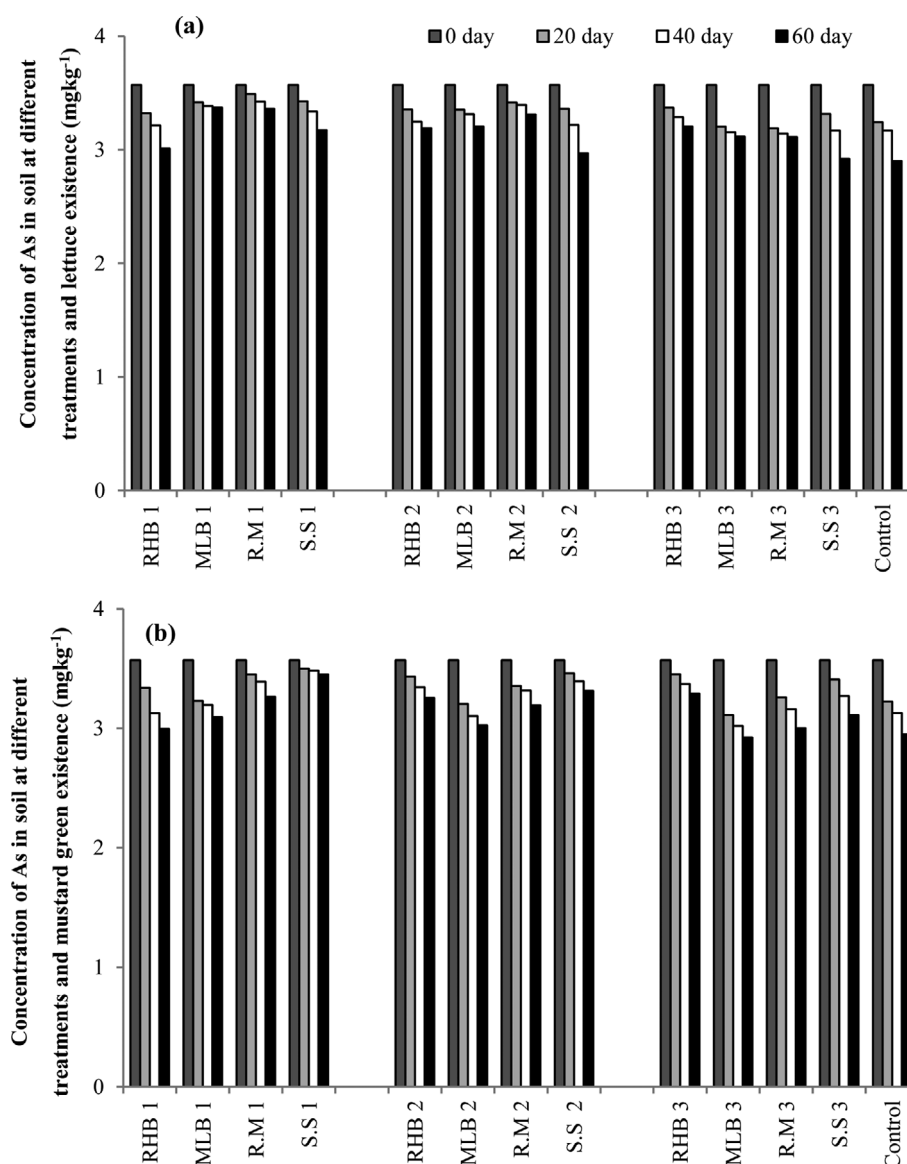 (a)
0 day 20 day 40 day 60 day
Concentration of As in soil at different
treatments and lettuce existence (mgkg⁻¹)
4
3
2
1
0
RHB 1
MLB 1
R.M 1
S.S 1
RHB 2
MLB 2
R.M 2
S.S 2
RHB 3
MLB 3
R.M 3
S.S 3
Control
(b)
Concentration of As in soil at different
treatments and mustard green existence (mgkg⁻¹)
4
3
2
1
0
RHB 1
MLB 1
R.M 1
S.S 1
RHB 2
MLB 2
R.M 2
S.S 2
RHB 3
MLB 3
R.M 3
S.S 3
Control